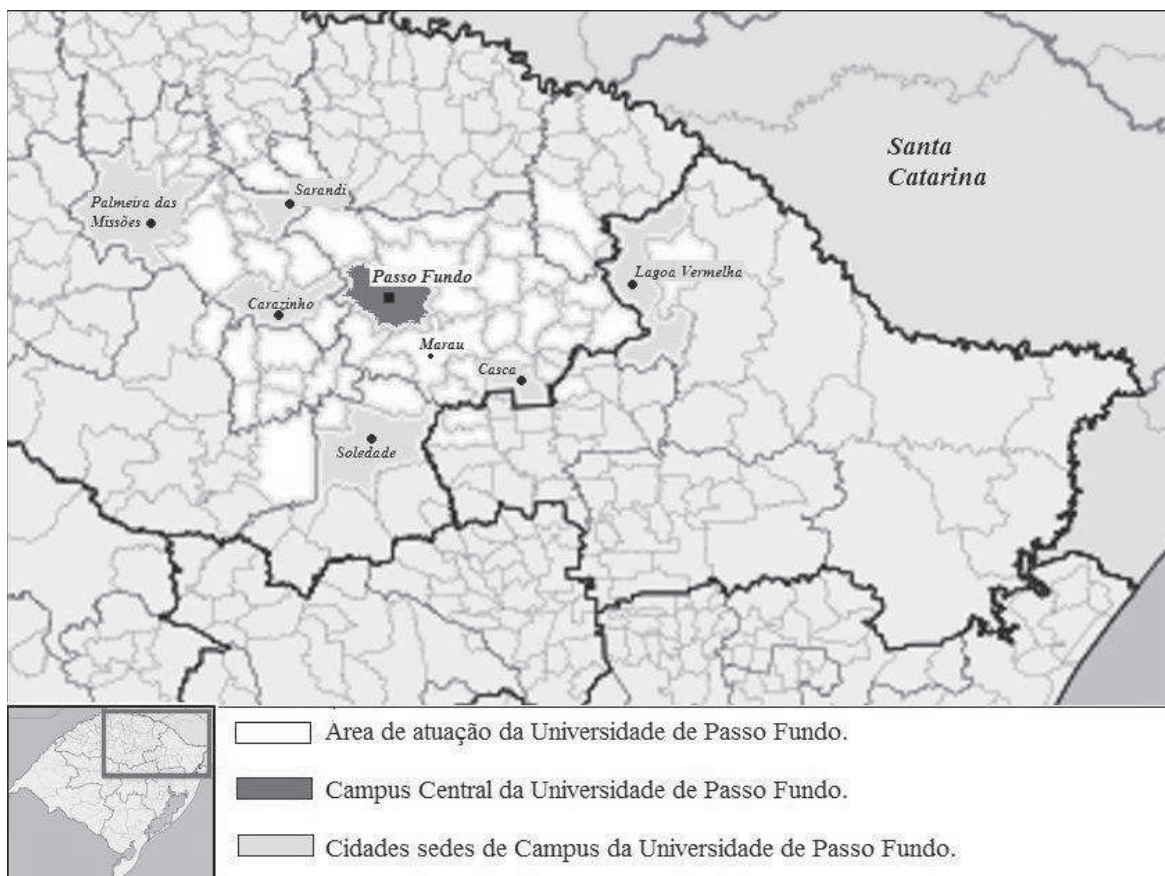 Santa
Catarina
Sarandi
Palmeira das
Missões
Lagoa Vermelha
Passo Fundo
Carazinho
Marau
Casca
Soledade
Área de atuação da Universidade de Passo Fundo.
Campus Central da Universidade de Passo Fundo.
Cidades sedes de Campus da Universidade de Passo Fundo.